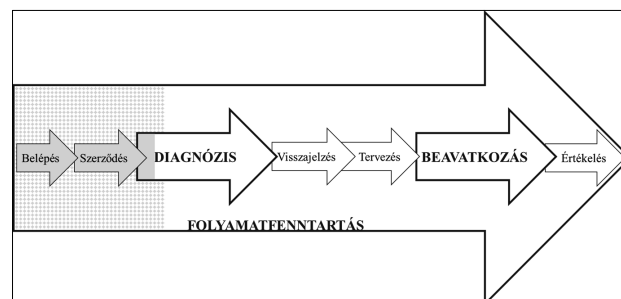 Belépés
Szerződés
DIAGNÓZIS
Visszajelzés
Tervezés
BEAVATKOZÁS
Értékelés
FOLYAMATFENNTARTÁS